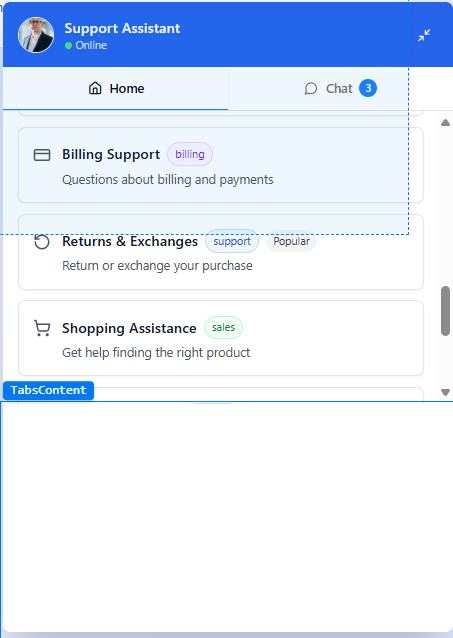 Support Assistant
Online
Home
Chat 3
Billing Support billing
Questions about billing and payments
Returns & Exchanges support Popular
Return or exchange your purchase
Shopping Assistance sales
Get help finding the right product
TabsContent